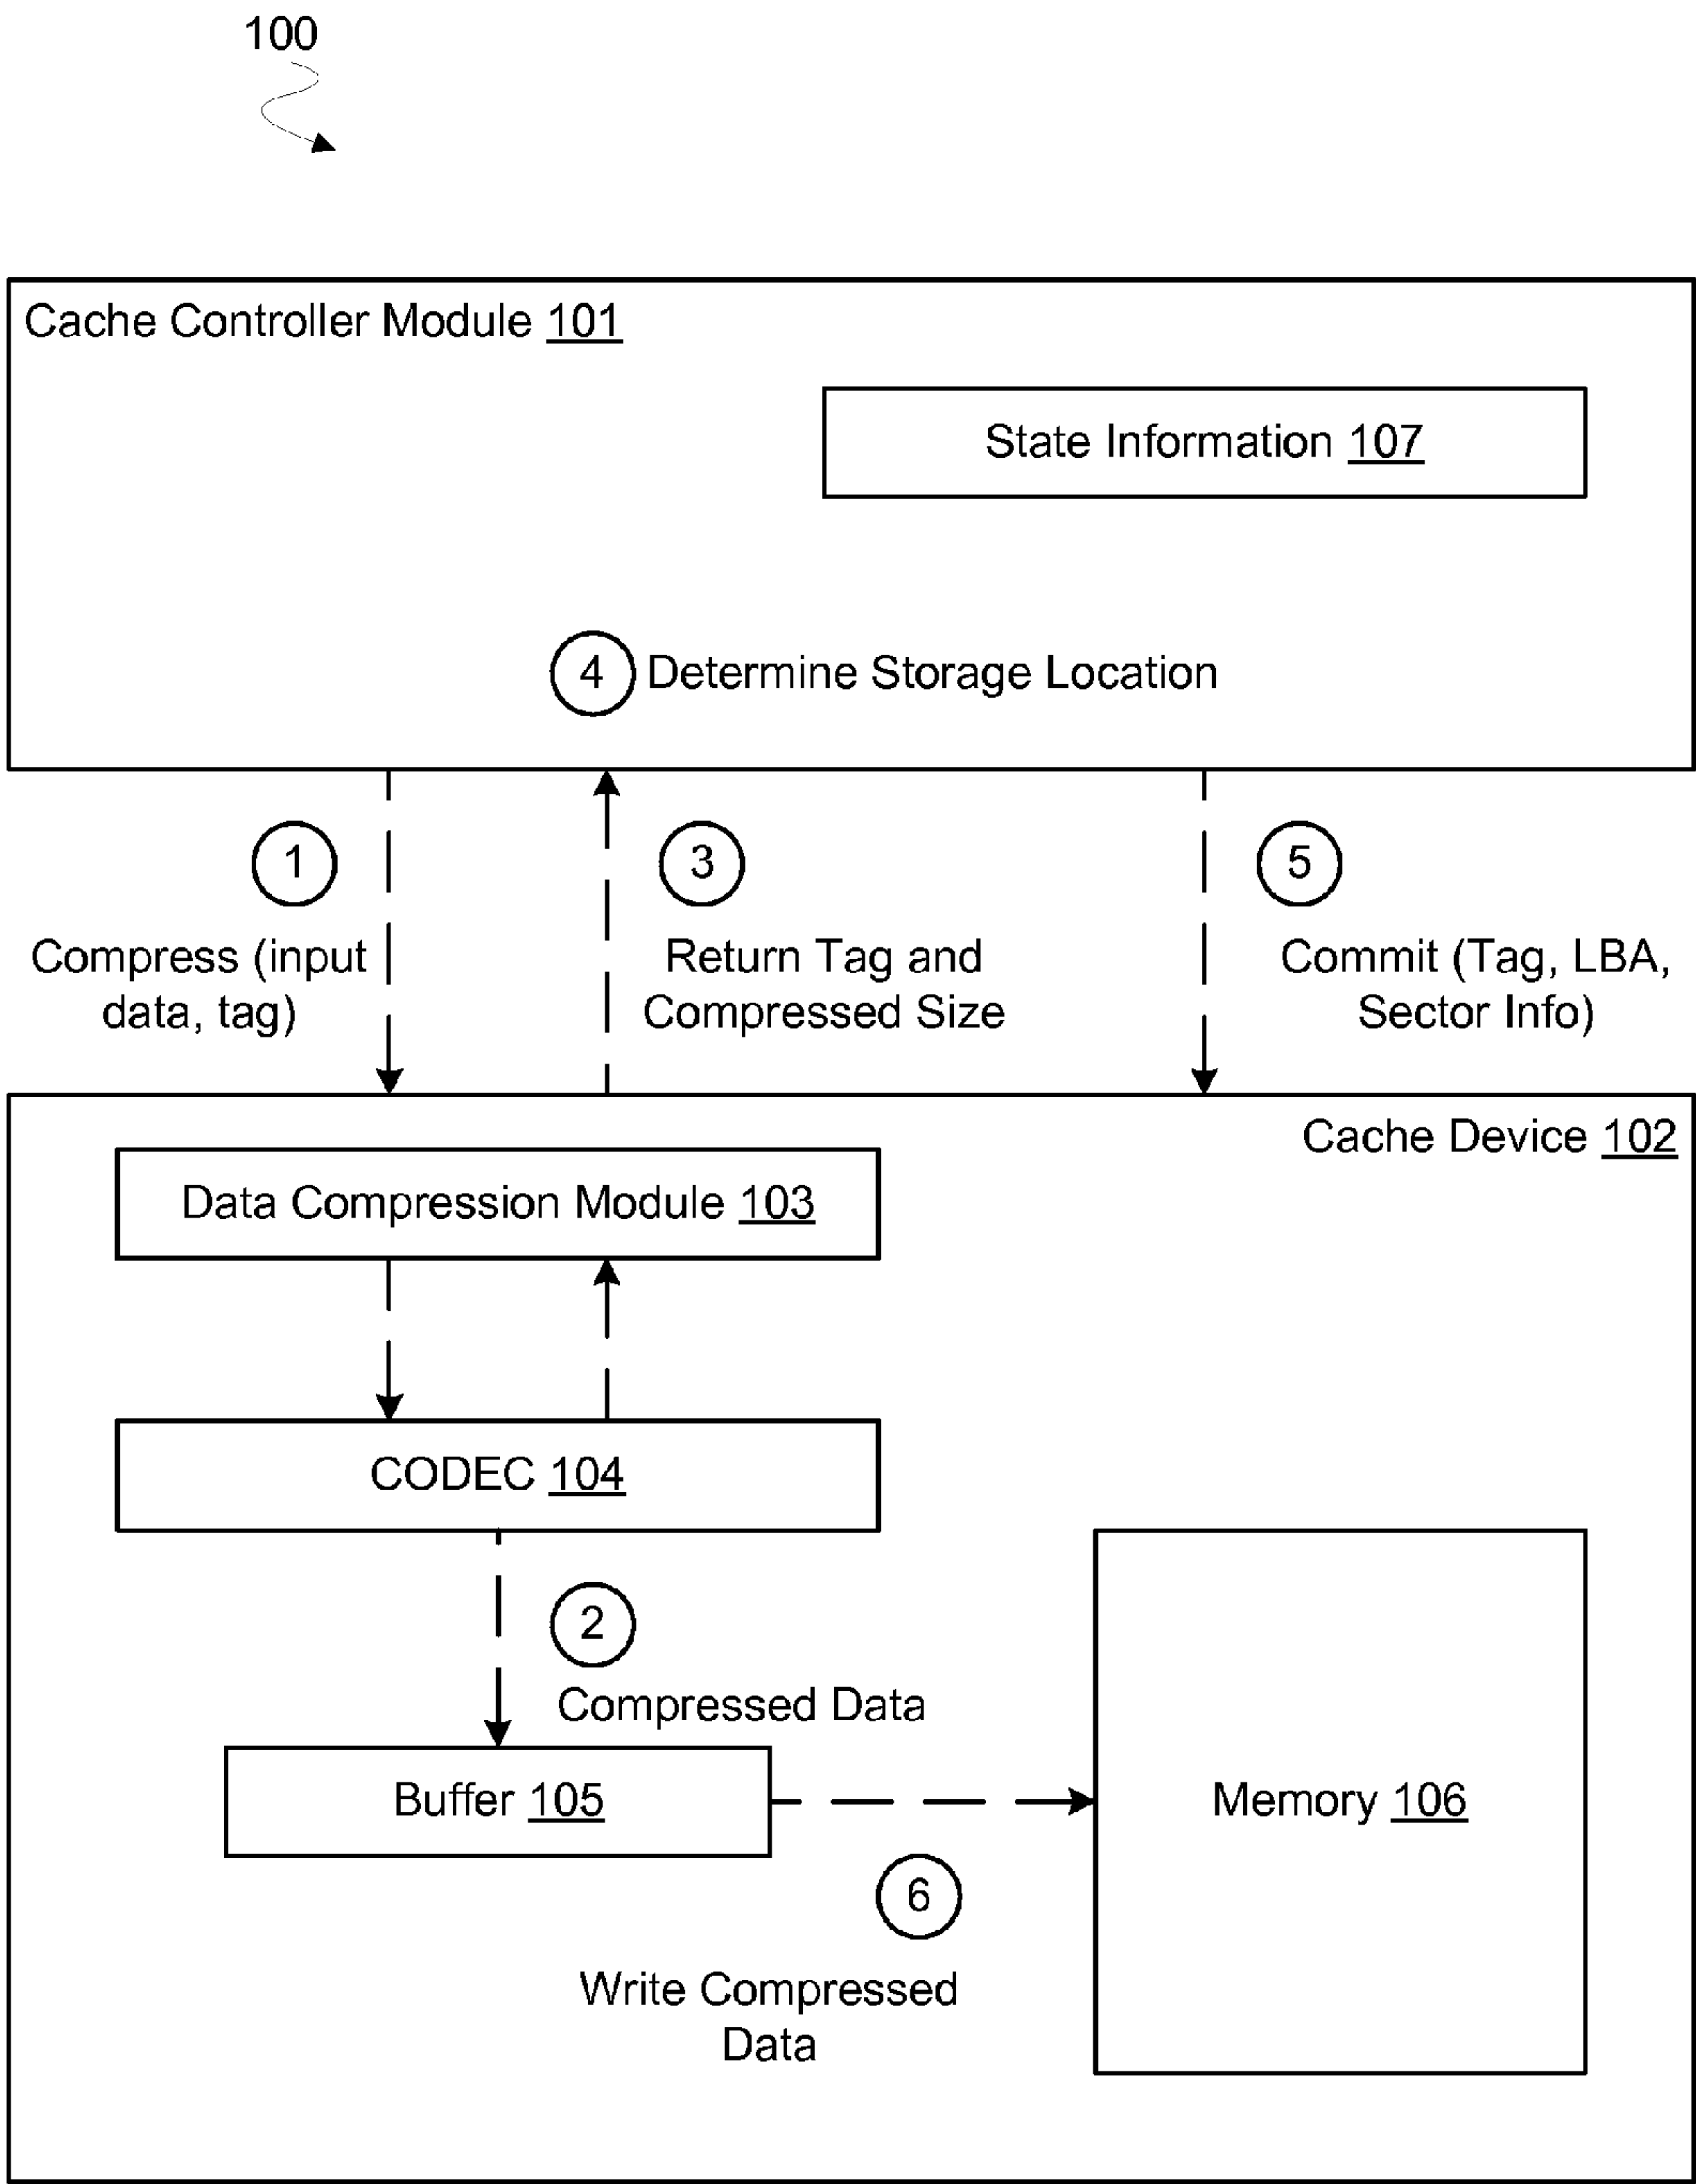 100
Cache Controller Module 101
State Information 107
4 Determine Storage Location
1
3
5
Compress (input
data, tag)
Return Tag and
Compressed Size
Commit (Tag, LBA,
Sector Info)
Cache Device 102
Data Compression Module 103
CODEC 104
2
Compressed Data
Buffer 105
Memory 106
6
Write Compressed
Data